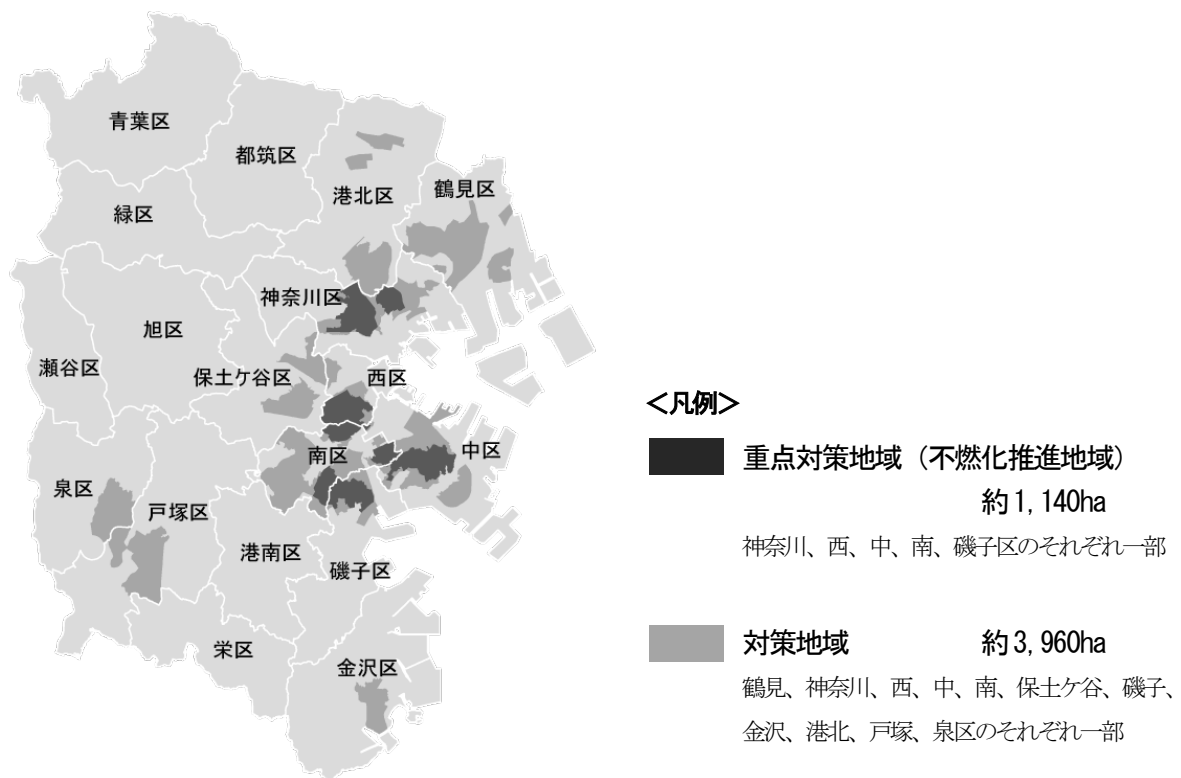 青葉区
都筑区
港北区
鶴見区
緑区
神奈川区
旭区
瀬谷区
保土ケ谷区
西区
南区
中区
泉区
戸塚区
港南区
磯子区
栄区
金沢区
<凡例>
重点対策地域（不燃化推進地域）
約1,140ha
神奈川、西、中、南、磯子区のそれぞれ一部
対策地域 約3,960ha
鶴見、神奈川、西、中、南、保土ケ谷、磯子、
金沢、港北、戸塚、泉区のそれぞれ一部